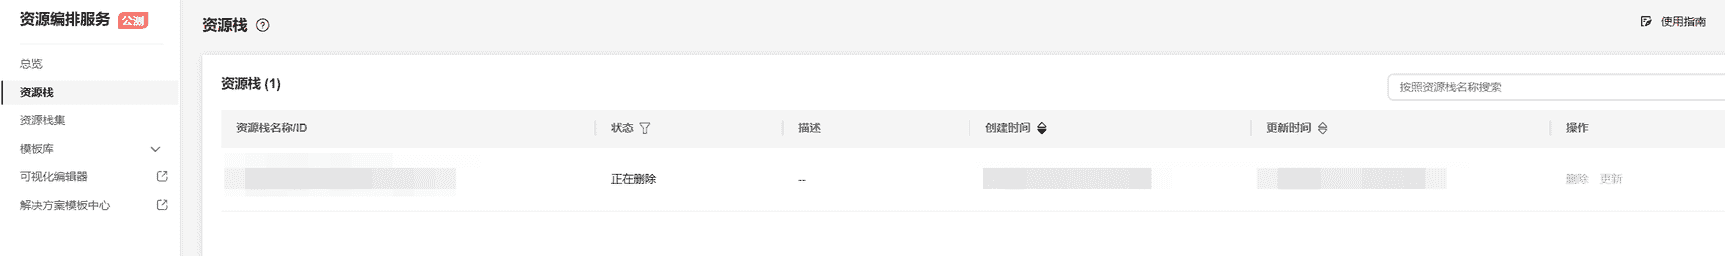 资源编排服务 公测
总览
资源栈
资源栈集
模板库
可视化编辑器
解决方案模板中心
资源栈
使用指南
资源栈 (1)
按照资源栈名称搜索
资源栈名称/ID 状态 描述 创建时间 更新时间 操作
正在删除 -- 删除 更新